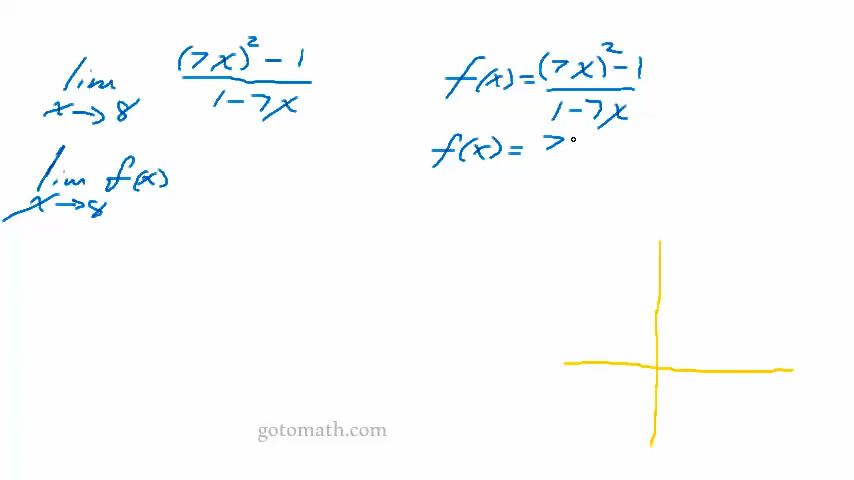 lim x→8 ((7x)² − 1)/(1 − 7x)
lim x→8 f(x)
f(x) = ((7x)² − 1)/(1 − 7x)
f(x) = 7
gotomath.com